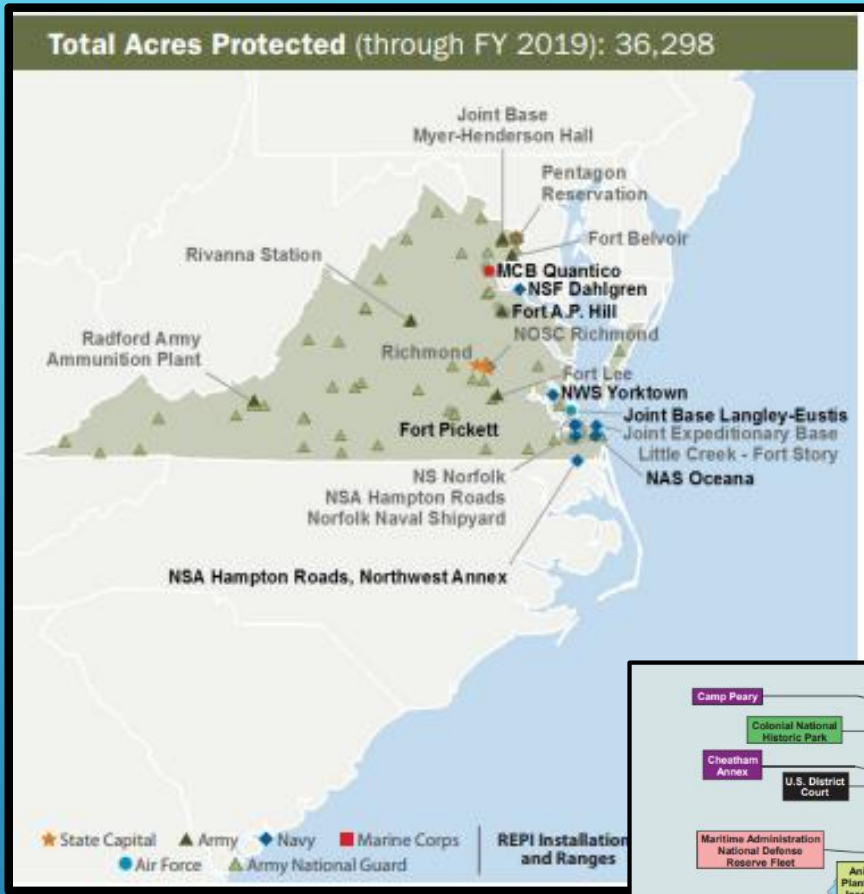 Total Acres Protected (through FY 2019): 36,298
Joint Base
Myer-Henderson Hall
Pentagon
Reservation
Rivanna Station
Fort Belvoir
MCB Quantico
NSF Dahlgren
Fort A.P. Hill
Radford Army
Ammunition Plant
Richmond
NOSC Richmond
Fort Lee
NWS Yorktown
Fort Pickett
Joint Base Langley-Eustis
Joint Expeditionary Base
Little Creek - Fort Story
NS Norfolk
NSA Hampton Roads
Norfolk Naval Shipyard
NAS Oceana
NSA Hampton Roads, Northwest Annex
State Capital
Army
Navy
Marine Corps
Air Force
Army National Guard
REPI Installation
and Ranges
Camp Peary
Colonial National
Historic Park
Cheatham
Annex
U.S. District
Court
Maritime Administration
National Defense
Reserve Fleet